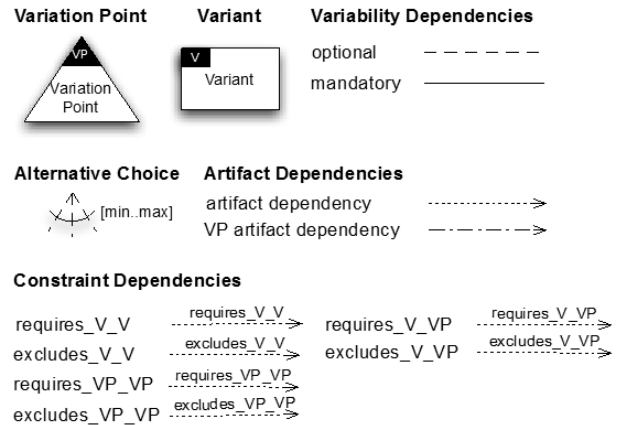 Variation Point
Variant
Variability Dependencies
VP
Variation
Point
V
Variant
optional
mandatory
Alternative Choice
[min..max]
Artifact Dependencies
artifact dependency
VP artifact dependency
Constraint Dependencies
requires_V_V requires_V_V
excludes_V_V excludes_V_V
requires_VP_VP requires_VP_VP
excludes_VP_VP excludes_VP_VP
requires_V_VP requires_V_VP
excludes_V_VP excludes_V_VP